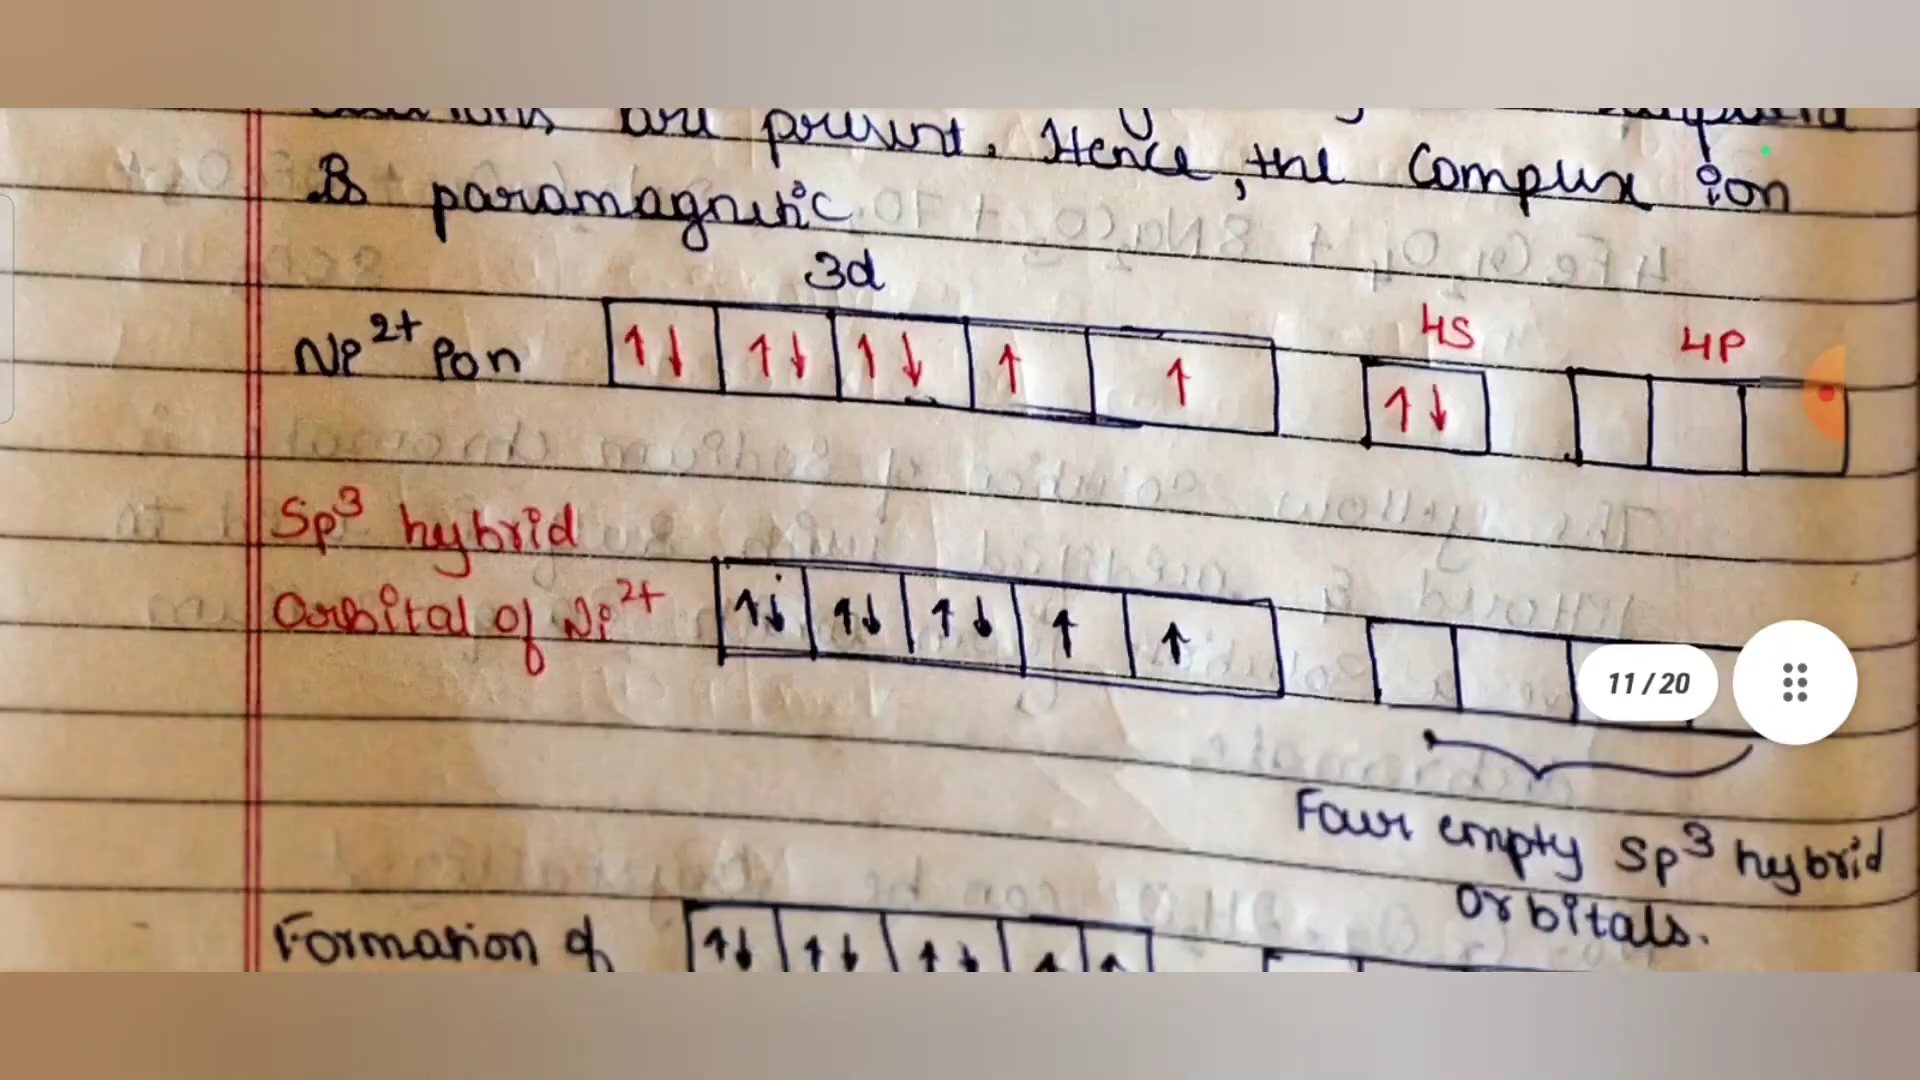 are present. Hence, the complex ion
is paramagnetic.
3d
Ni2+ ion ↑↓ ↑↓ ↑↓ ↑ ↑
4s
↑↓
4P
Sp3 hybrid
Orbital of Ni2+ ↑↓ ↑↓ ↑↓ ↑ ↑
11 / 20
Four empty Sp3 hybrid
orbitals.
Formation of ↑↓ ↑↓ ↑↓ ↑ ↑